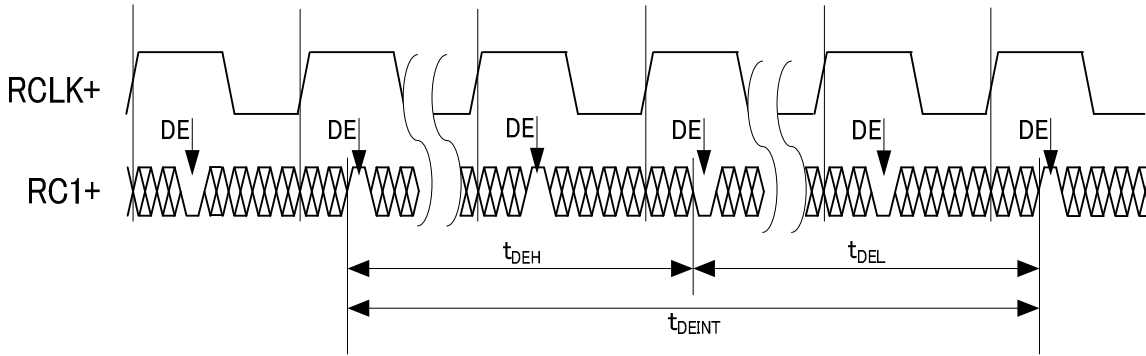 RCLK+
DE DE DE DE DE DE
RC1+
tDEH tDEL
tDEINT